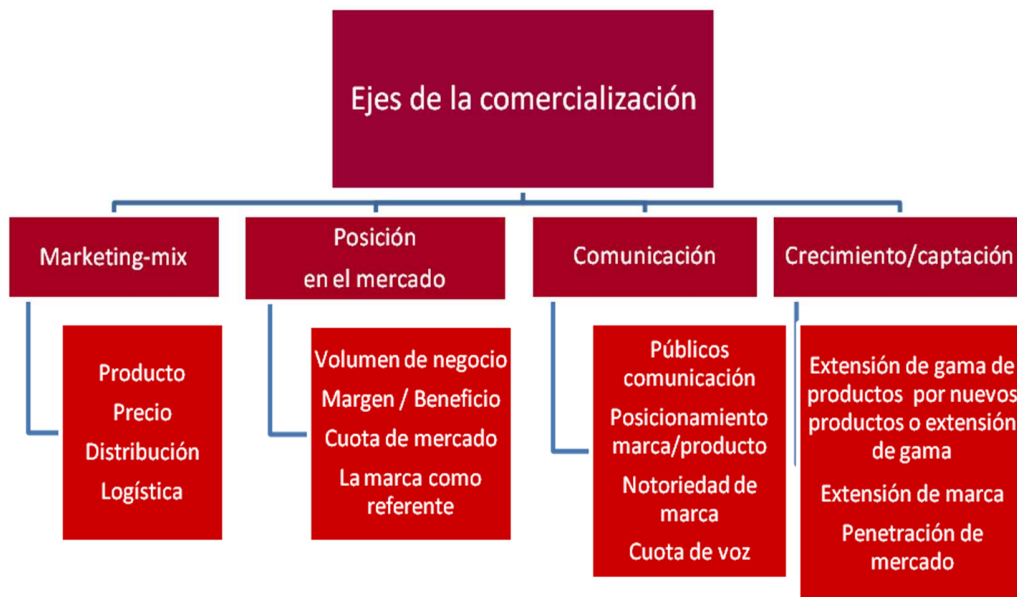 Ejes de la comercialización
Marketing-mix
Producto
Precio
Distribución
Logística
Posición
en el mercado
Volumen de negocio
Margen / Beneficio
Cuota de mercado
La marca como
referente
Comunicación
Públicos
comunicación
Posicionamiento
marca/producto
Notoriedad de
marca
Cuota de voz
Crecimiento/captación
Extensión de gama de
productos por nuevos
productos o extensión
de gama
Extensión de marca
Penetración de
mercado